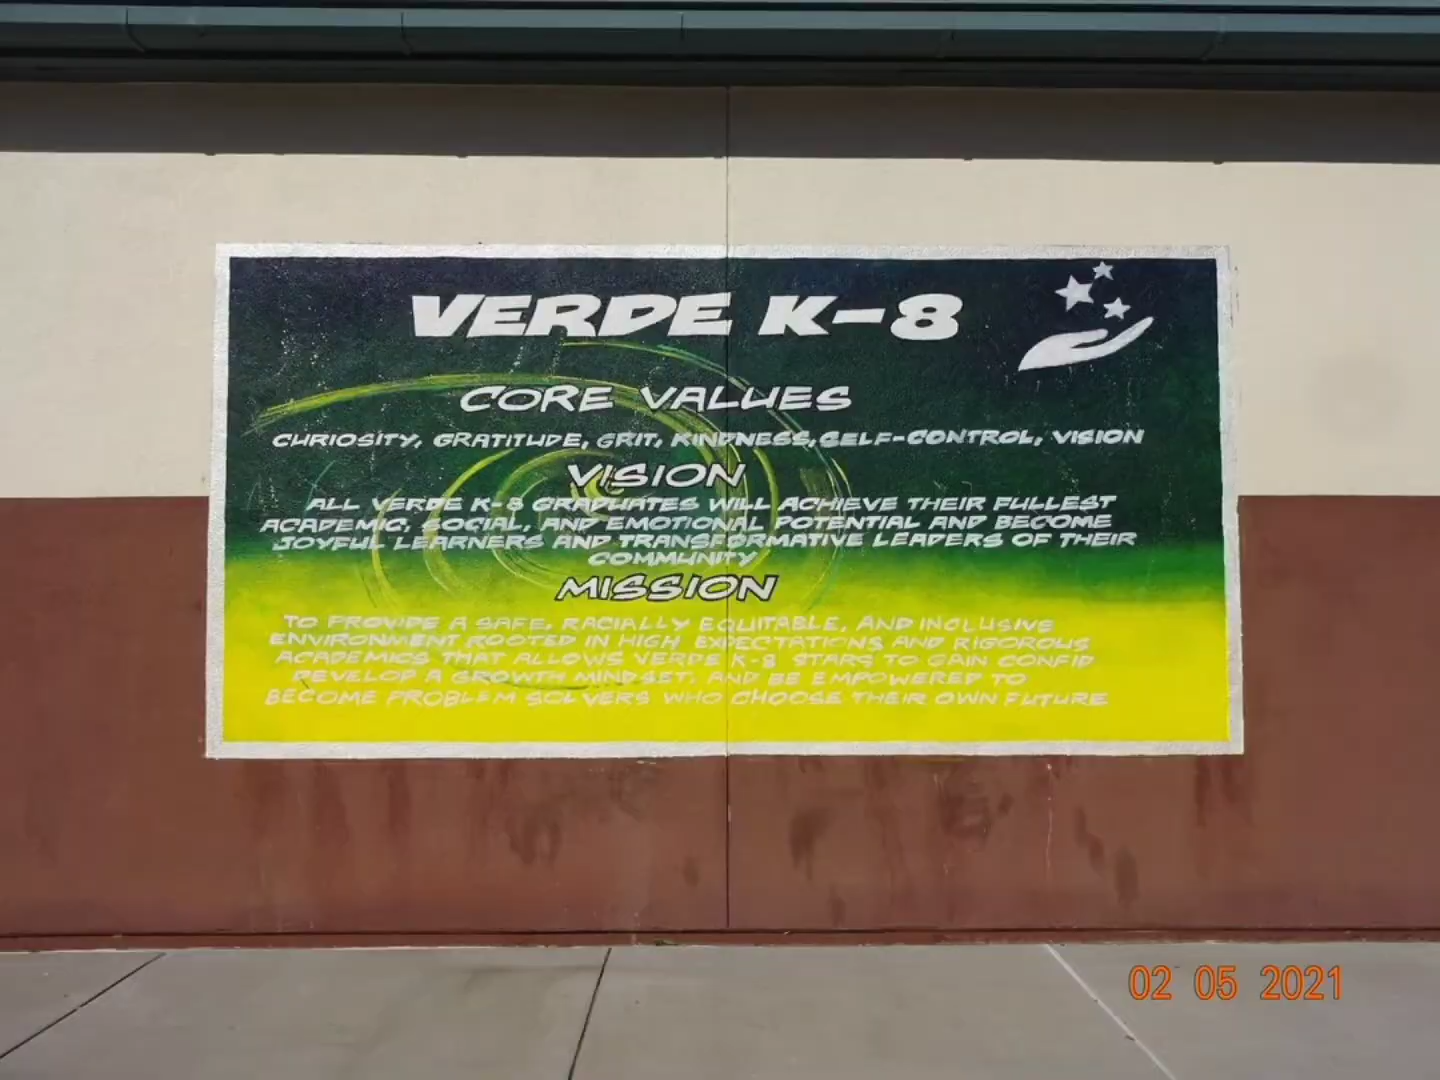 VERDE K-8
CORE VALUES
CURIOSITY, GRATITUDE, GRIT, KINDNESS, SELF-CONTROL, VISION
VISION
ALL VERDE K-8 GRADUATES WILL ACHIEVE THEIR FULLEST
ACADEMIC, SOCIAL, AND EMOTIONAL POTENTIAL AND BECOME
JOYFUL LEARNERS AND TRANSFORMATIVE LEADERS OF THEIR
COMMUNITY
MISSION
TO PROVIDE A SAFE, RACIALLY EQUITABLE, AND INCLUSIVE
ENVIRONMENT ROOTED IN HIGH EXPECTATIONS AND RIGOROUS
ACADEMICS THAT ALLOWS VERDE K-8 STARS TO GAIN CONFID
DEVELOP A GROWTH MINDSET, AND BE EMPOWERED TO
BECOME PROBLEM SOLVERS WHO CHOOSE THEIR OWN FUTURE
02 05 2021